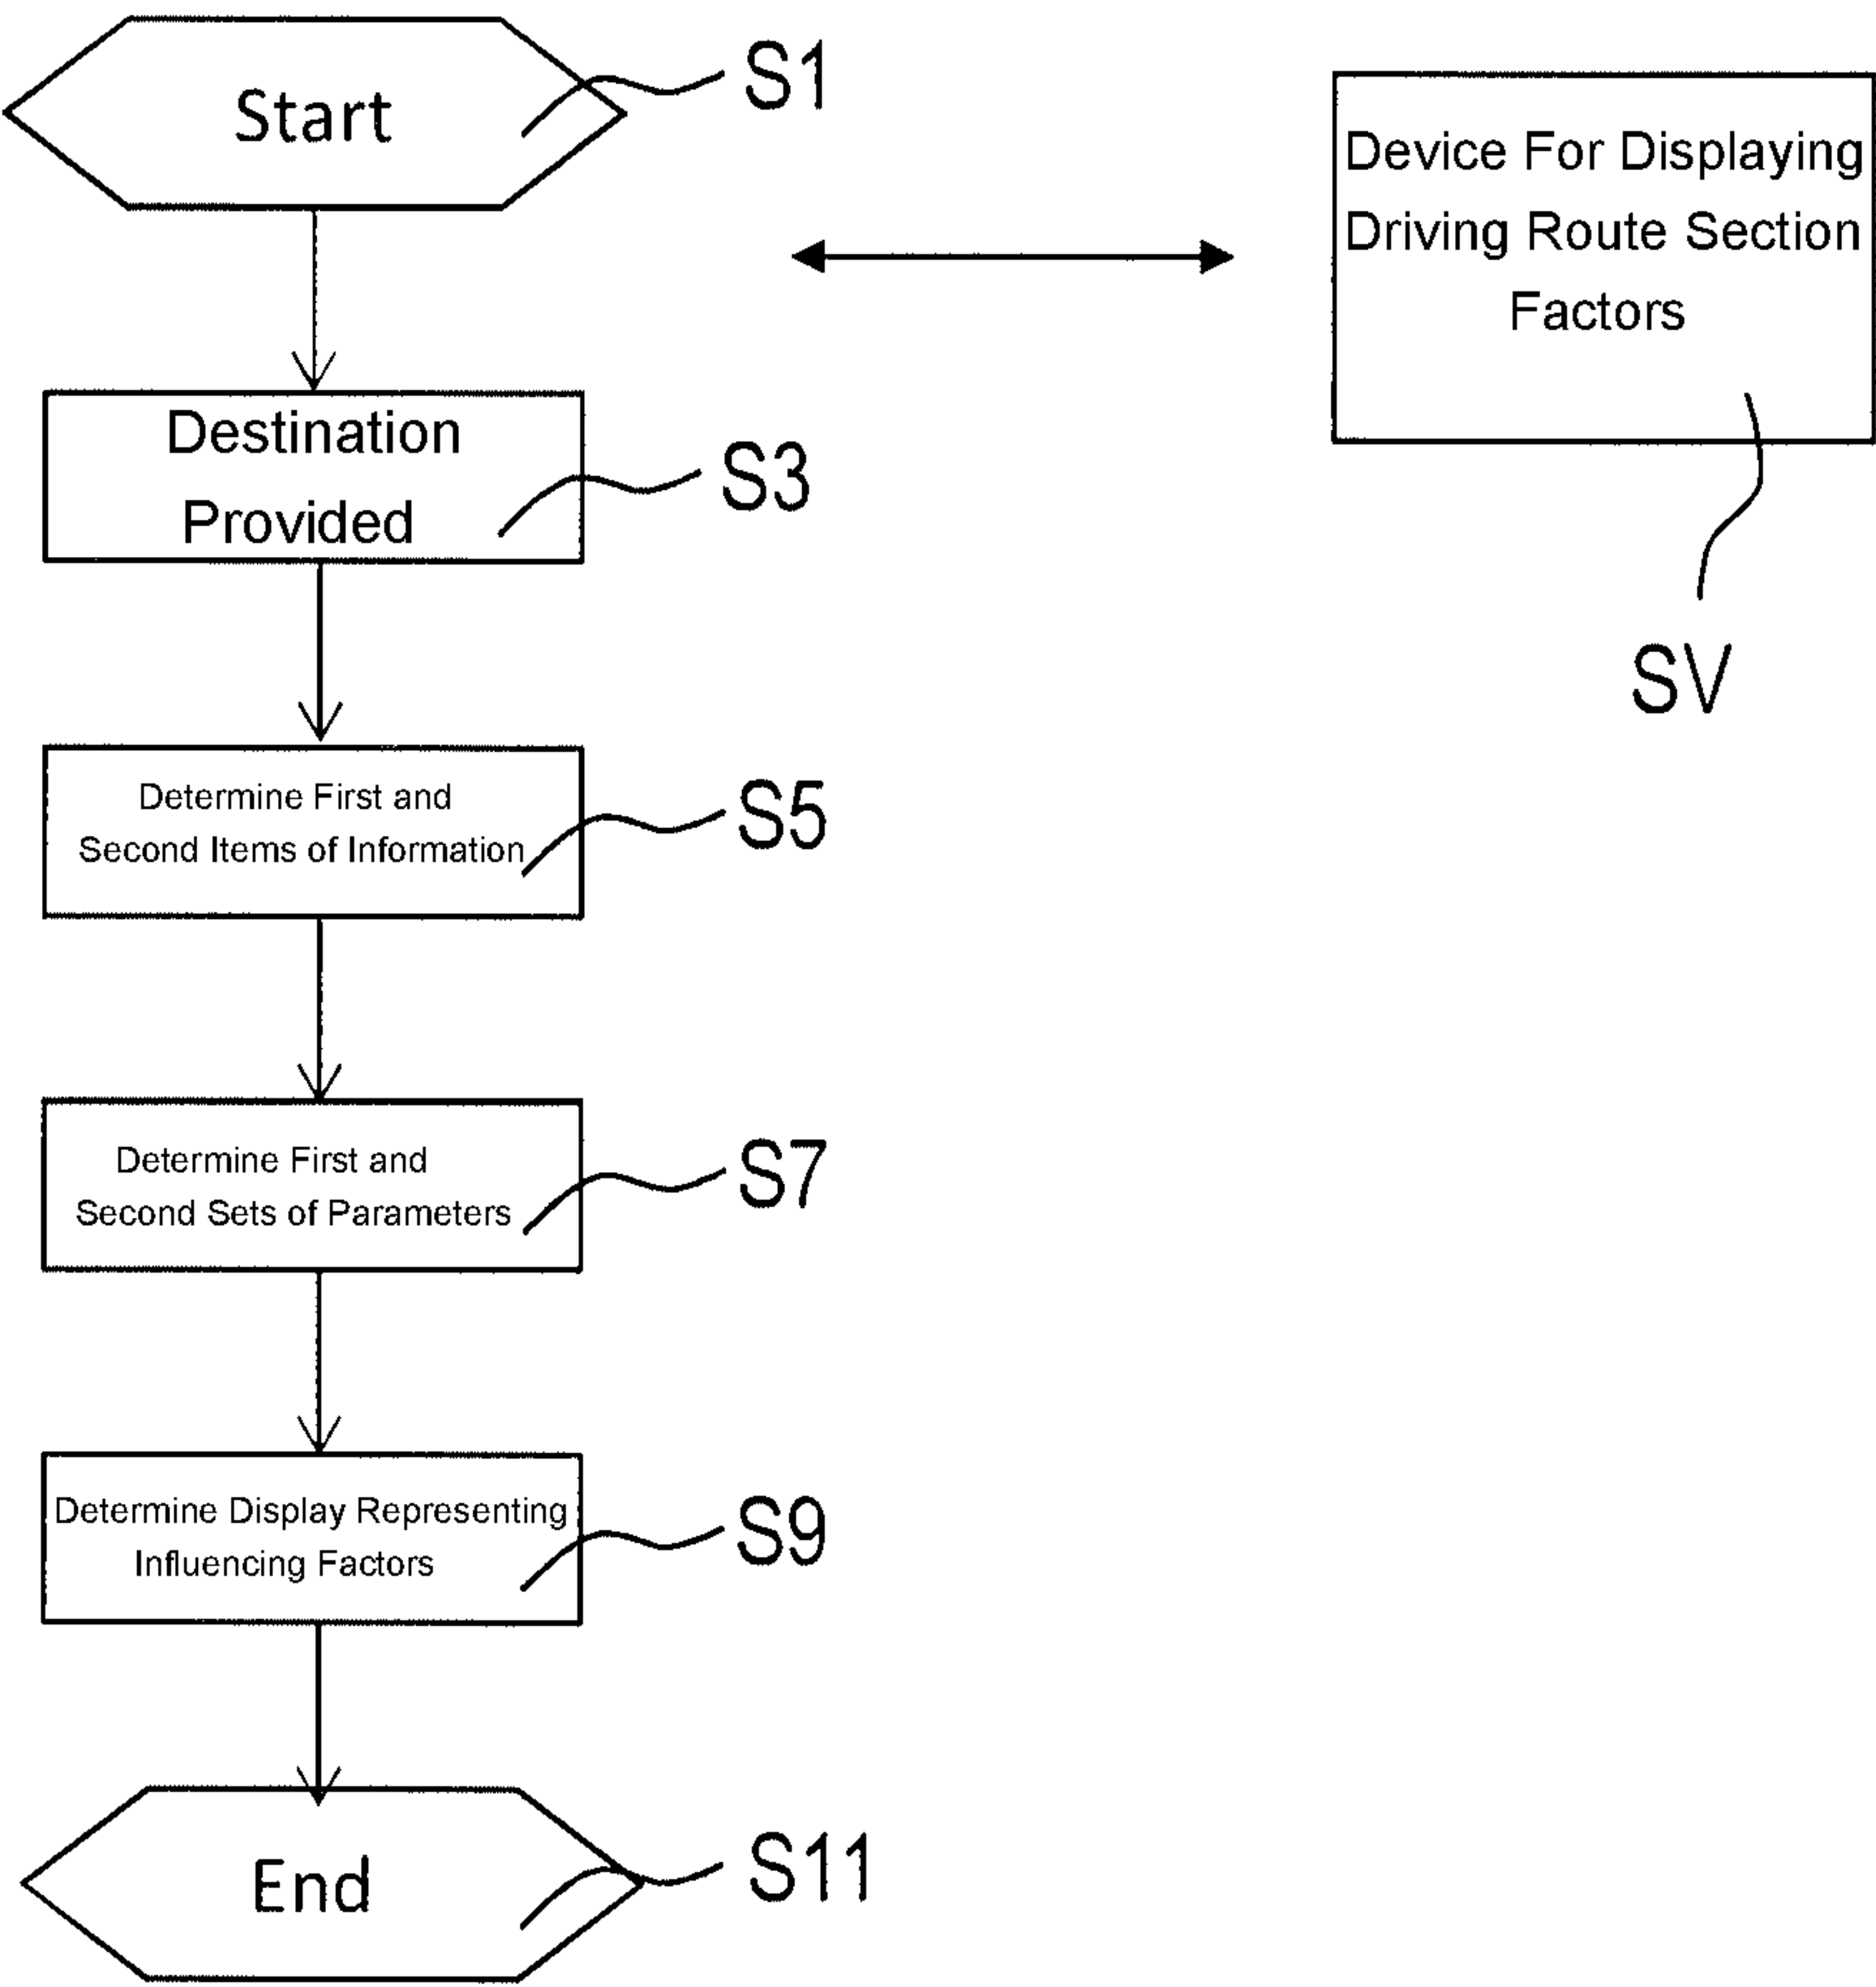 Start
S1
Device For Displaying
Driving Route Section
Factors
SV
Destination
Provided
S3
Determine First and
Second Items of Information
S5
Determine First and
Second Sets of Parameters
S7
Determine Display Representing
Influencing Factors
S9
End
S11